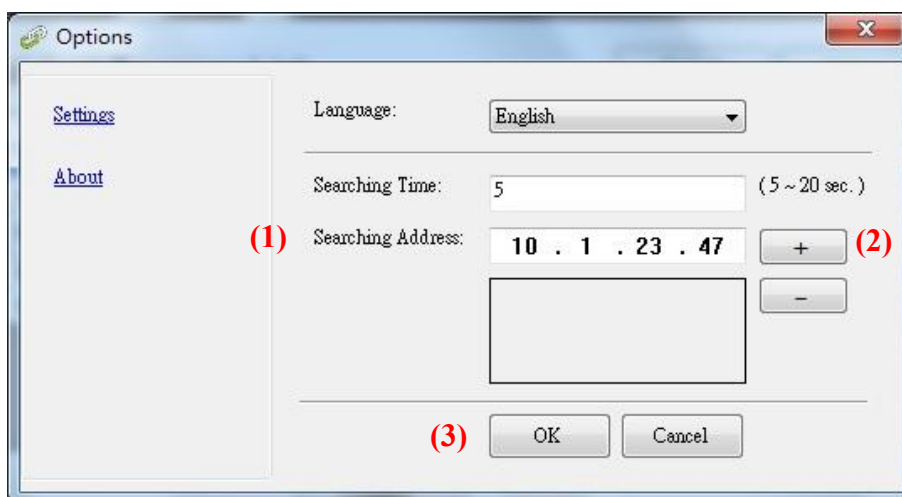 Options
Settings
About
Language: English
Searching Time: 5 ( 5 ~ 20 sec. )
(1) Searching Address: 10 . 1 . 23 . 47 + (2)
–
(3) OK Cancel